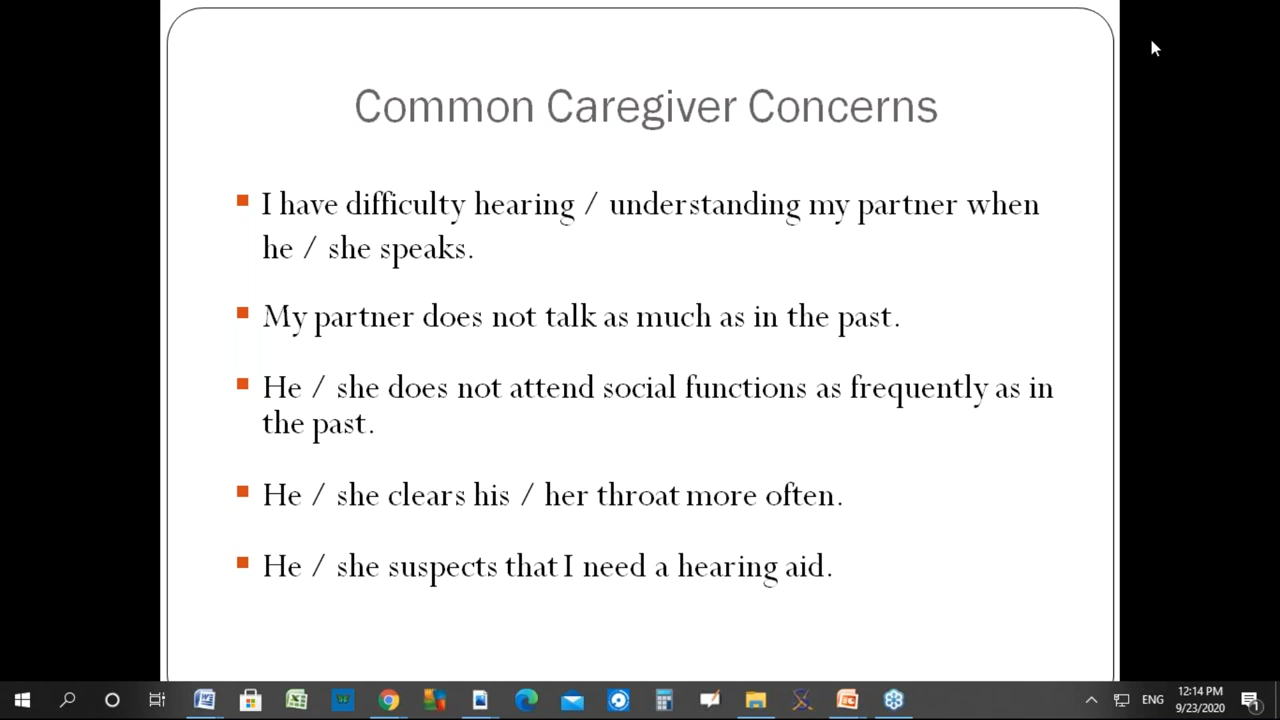 Common Caregiver Concerns
I have difficulty hearing / understanding my partner when
he / she speaks.
My partner does not talk as much as in the past.
He / she does not attend social functions as frequently as in
the past.
He / she clears his / her throat more often.
He / she suspects that I need a hearing aid.
ENG
12:14 PM
9/23/2020
1